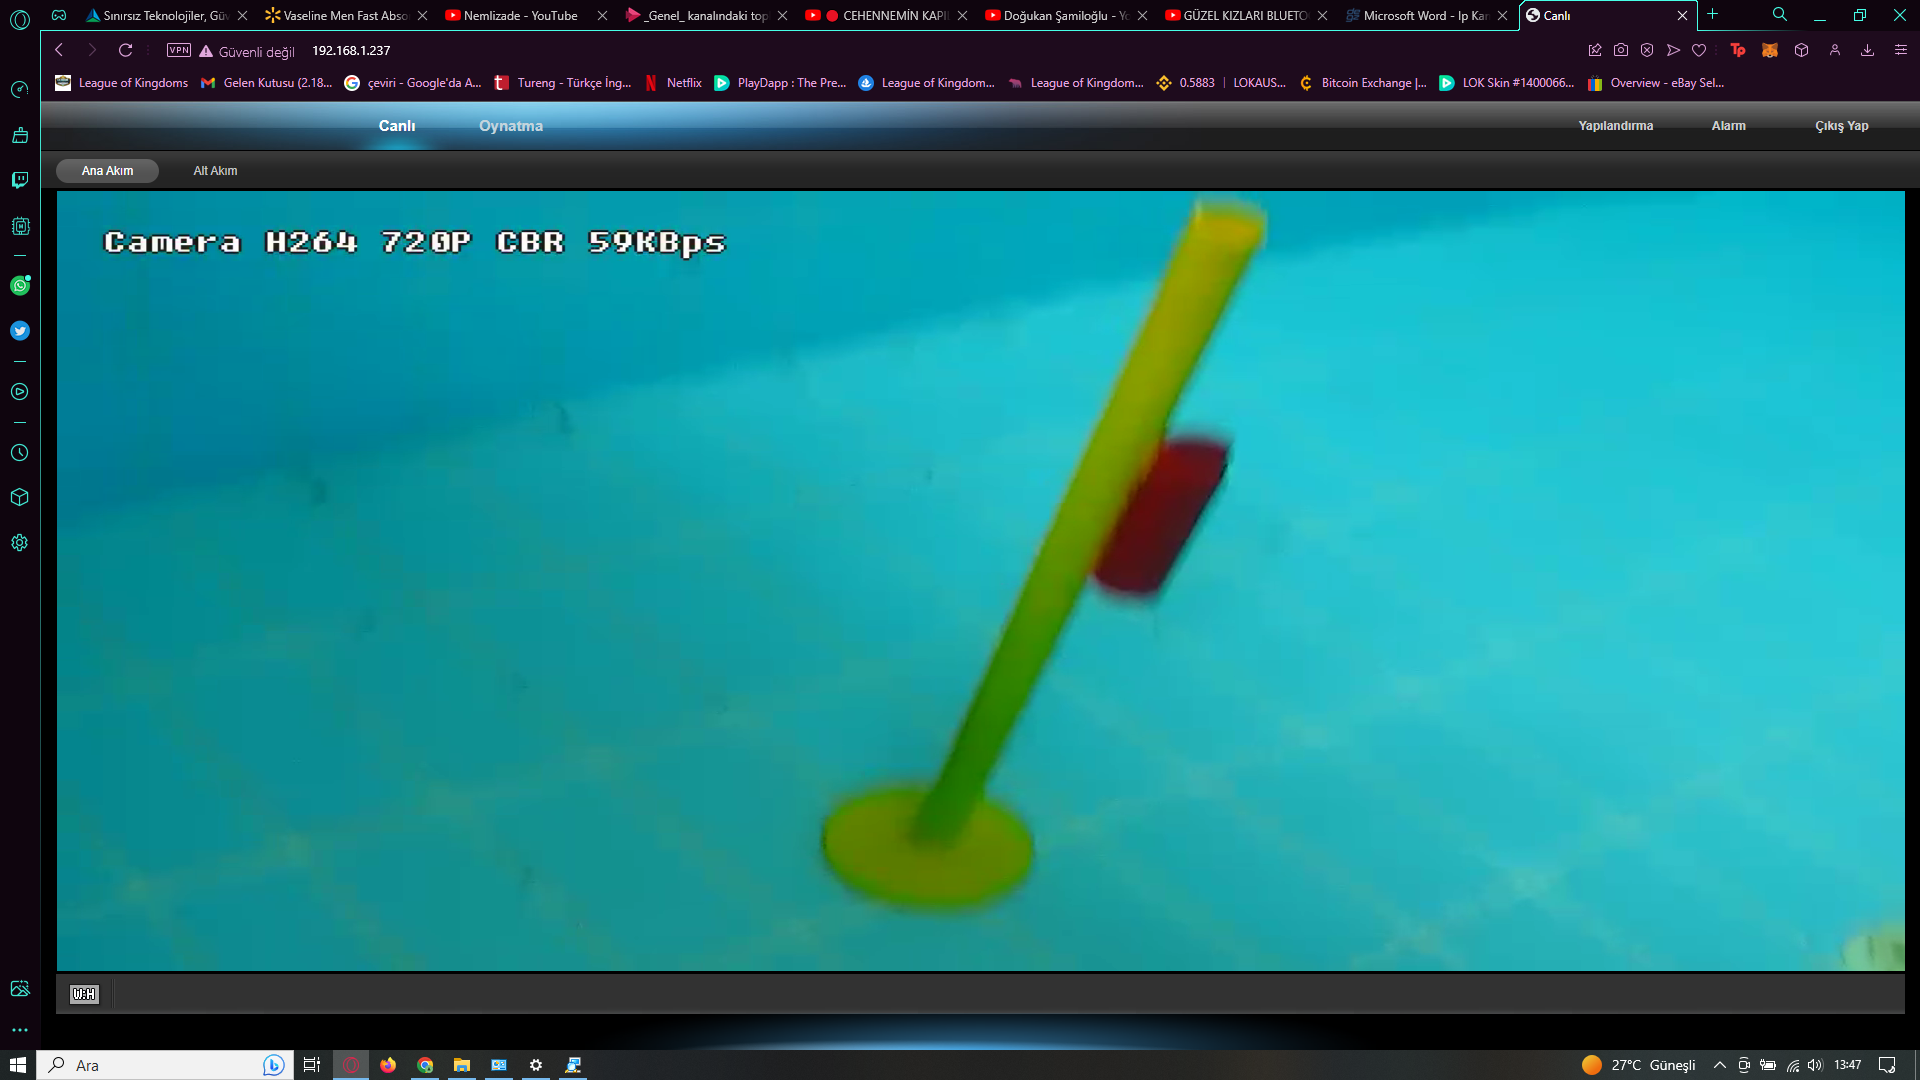 Sınırsız Teknolojiler, Güv
Vaseline Men Fast Abso
Nemlizade - YouTube
_Genel_ kanalındaki top
CEHENNEMİN KAPI
Doğukan Şamiloğlu - Yo
GÜZEL KIZLARI BLUETO
Microsoft Word - Ip Kam
Canlı
VPN
Güvenli değil
192.168.1.237
League of Kingdoms
Gelen Kutusu (2.18...
çeviri - Google'da A...
Tureng - Türkçe İng...
Netflix
PlayDapp : The Pre...
League of Kingdom...
League of Kingdom...
0.5883 | LOKAUS...
Bitcoin Exchange |...
LOK Skin #1400066...
Overview - eBay Sel...
Canlı
Oynatma
Yapılandırma
Alarm
Çıkış Yap
Ana Akım
Alt Akım
Camera H264 720P CBR 59KBps
W:H
Ara
27°C Güneşli
13:47